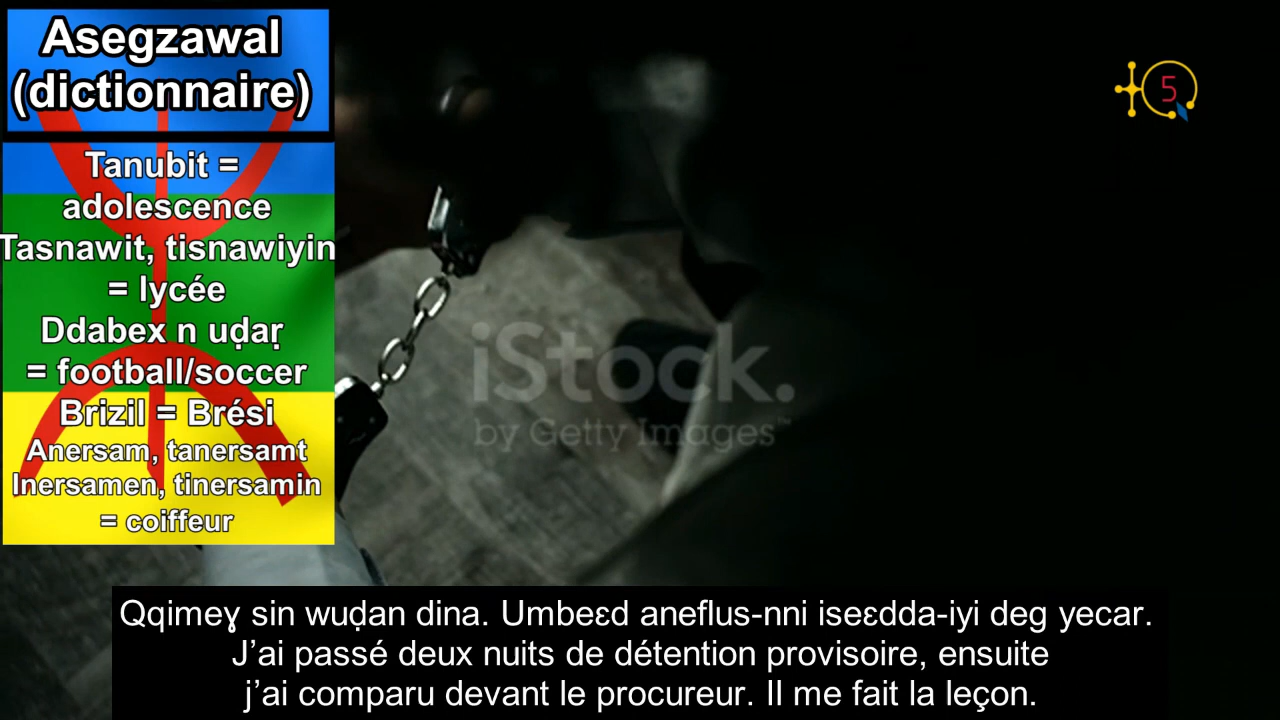 Asegzawal
(dictionnaire)
Tanubit =
adolescence
Tasnawit, tisnawiyin
= lycée
Ddabex n uḍaṛ
= football/soccer
Brizil = Brési
Anersam, tanersamt
Inersamen, tinersamin
= coiffeur
5
iStock.
by Getty Images™
Qqimeɣ sin wuḍan dina. Umbeɛd aneflus-nni iseɛdda-iyi deg yecar.
J’ai passé deux nuits de détention provisoire, ensuite
j’ai comparu devant le procureur. Il me fait la leçon.